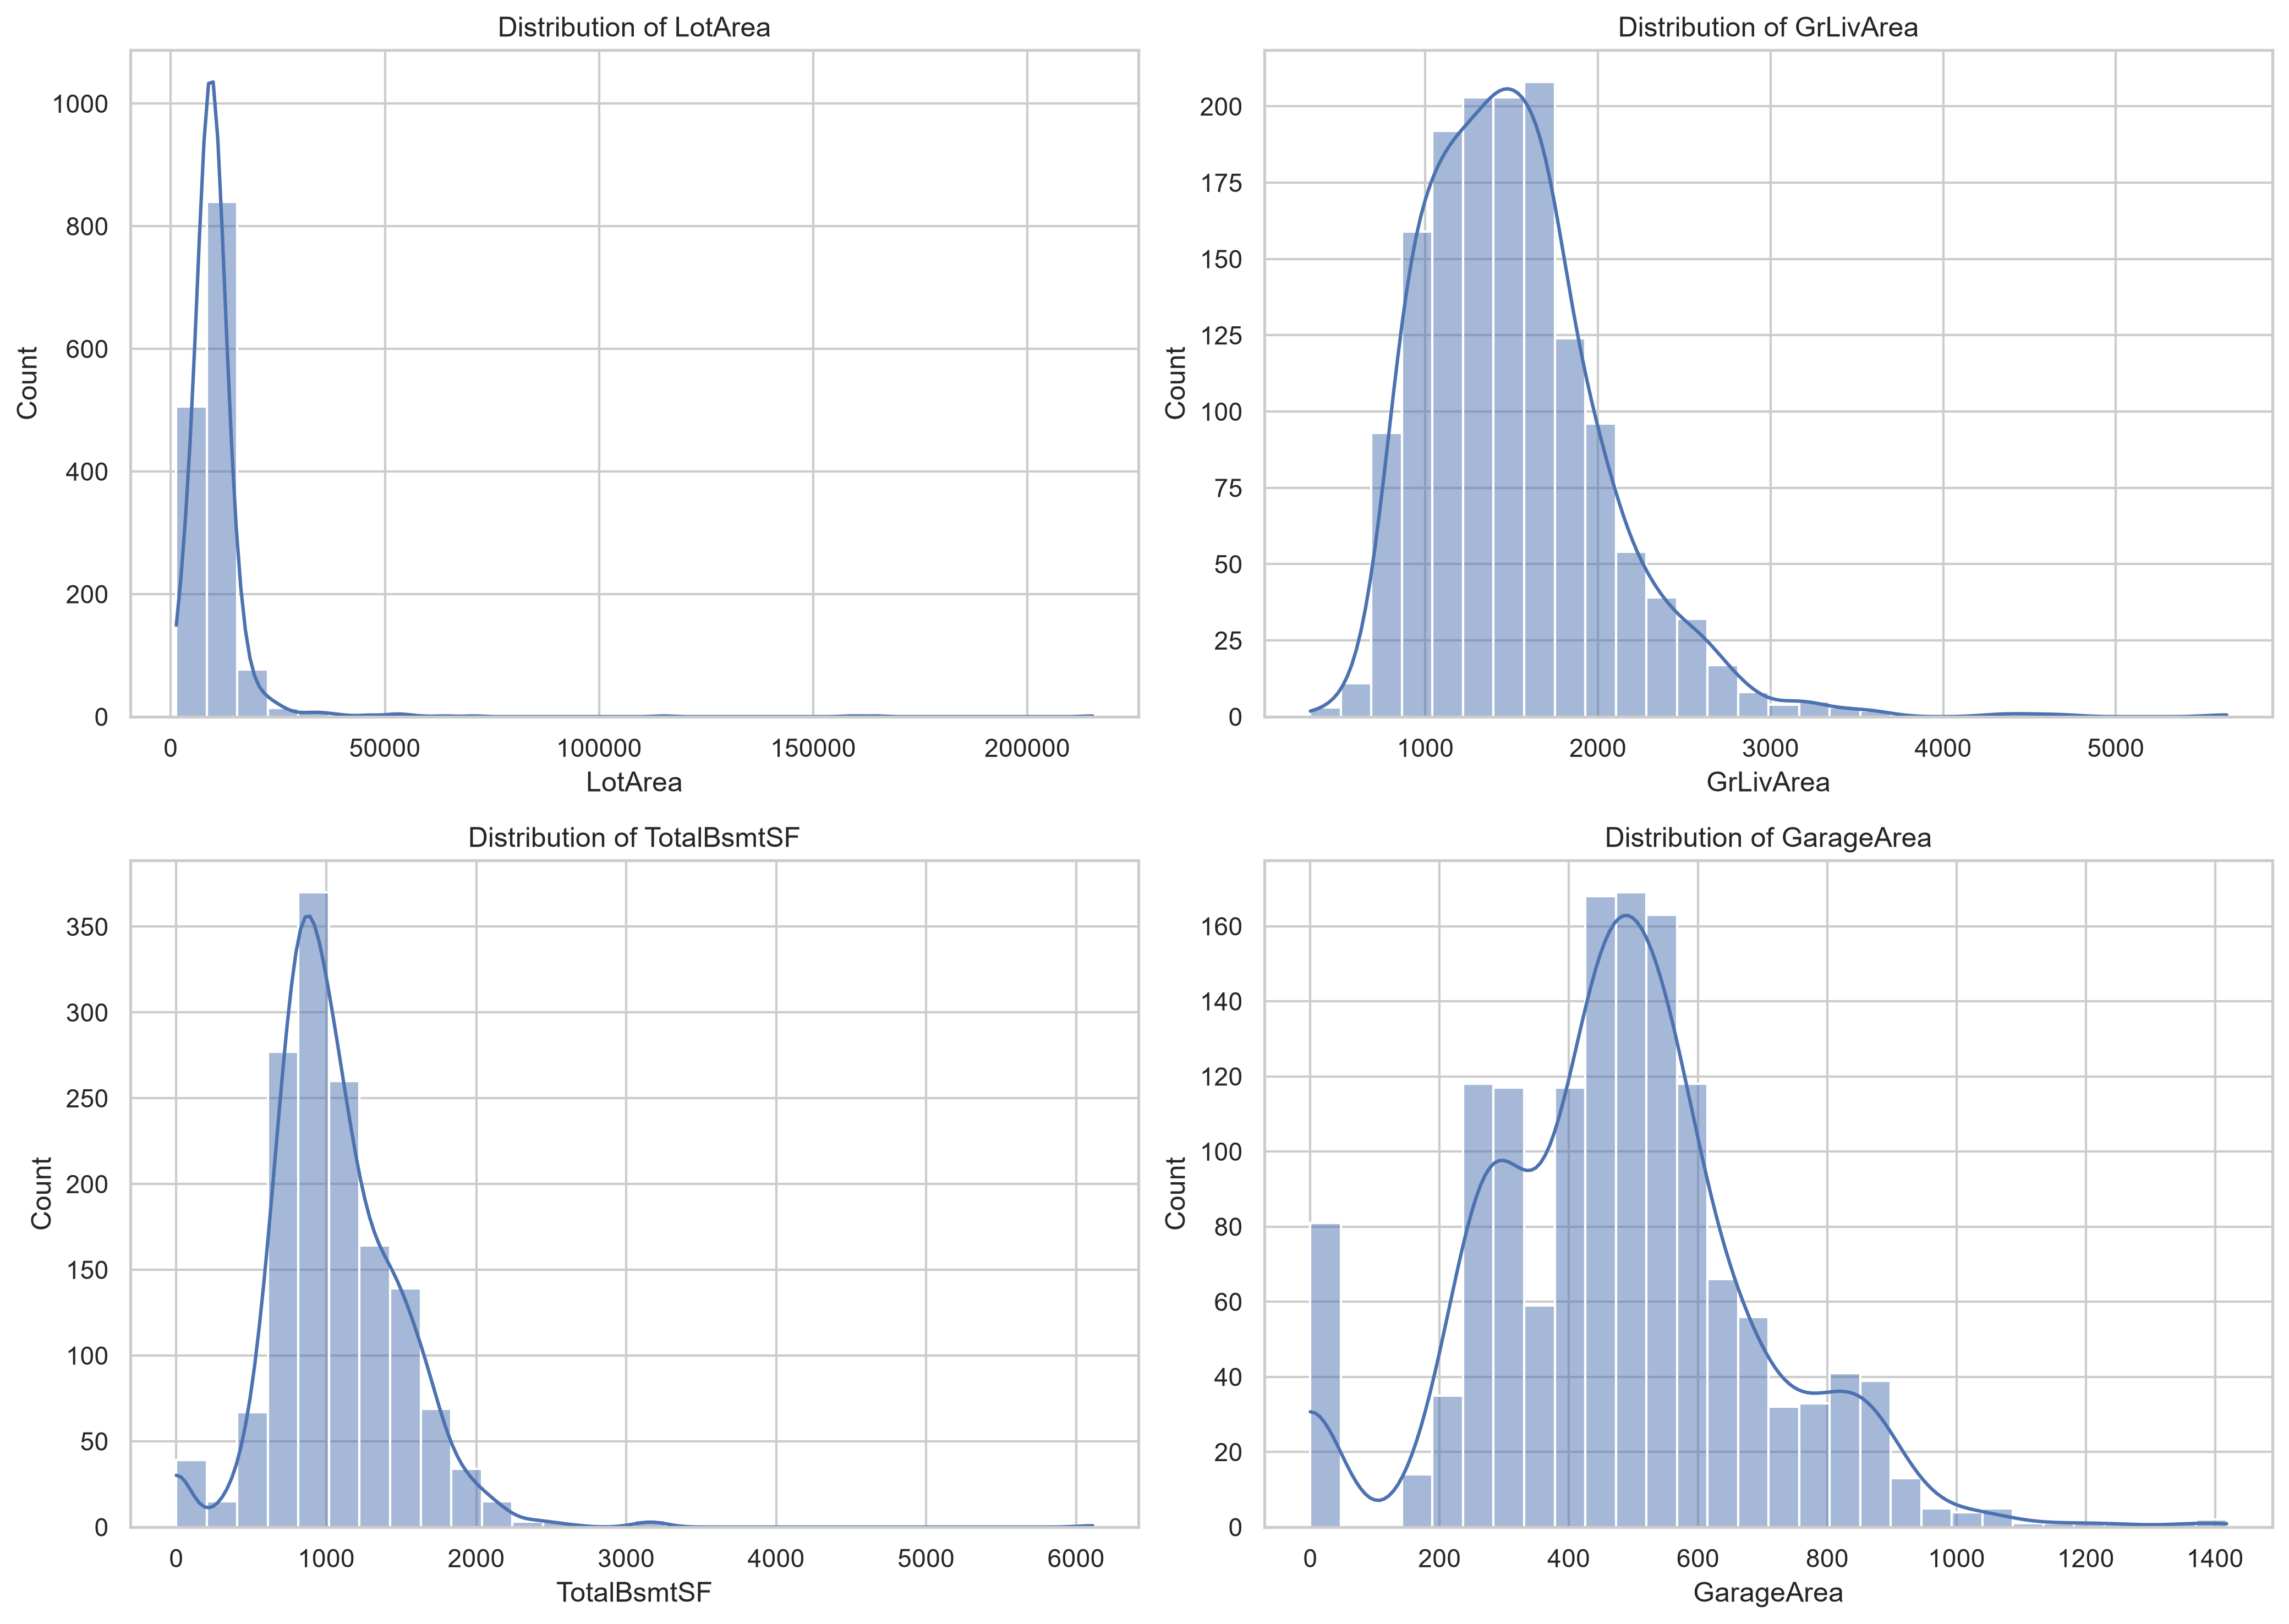 Distribution of LotArea
Count
1000
800
600
400
200
0
0 50000 100000 150000 200000
LotArea
Distribution of GrLivArea
Count
200
175
150
125
100
75
50
25
0
1000 2000 3000 4000 5000
GrLivArea
Distribution of TotalBsmtSF
Count
350
300
250
200
150
100
50
0
0 1000 2000 3000 4000 5000 6000
TotalBsmtSF
Distribution of GarageArea
Count
160
140
120
100
80
60
40
20
0
0 200 400 600 800 1000 1200 1400
GarageArea